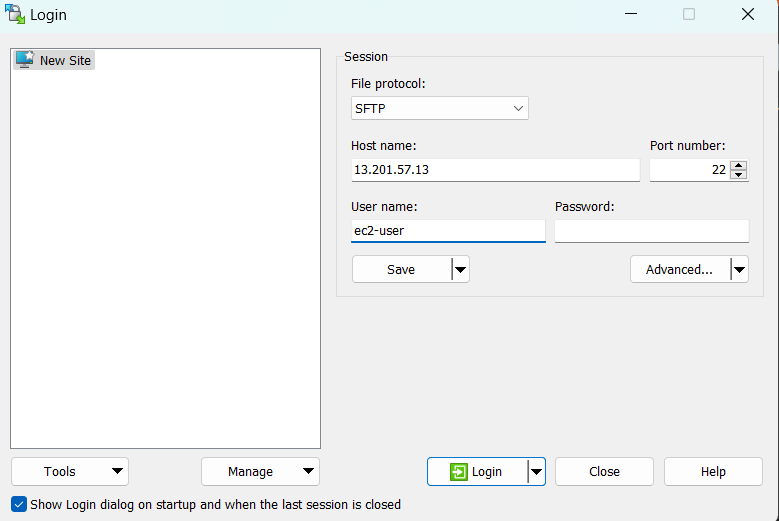 Login
New Site
Session
File protocol:
SFTP
Host name: Port number:
13.201.57.13 22
User name: Password:
ec2-user
Save Advanced...
Tools Manage Login Close Help
Show Login dialog on startup and when the last session is closed